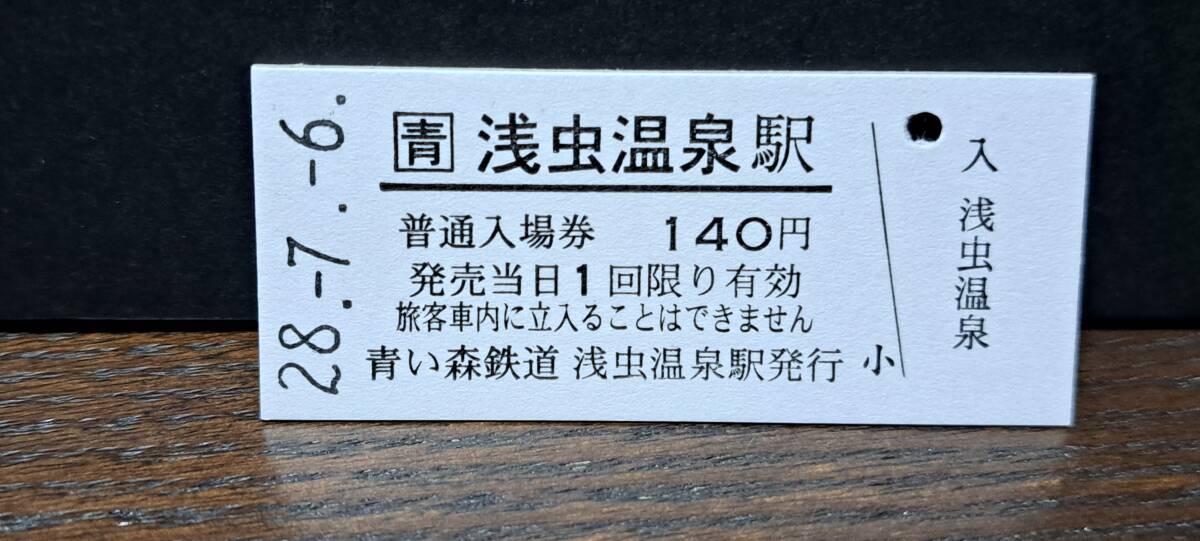 28.-7.-6.
青 浅虫温泉駅
普通入場券 140円
発売当日1回限り有効
旅客車内に立入ることはできません
青い森鉄道 浅虫温泉駅発行 小
入 浅虫温泉